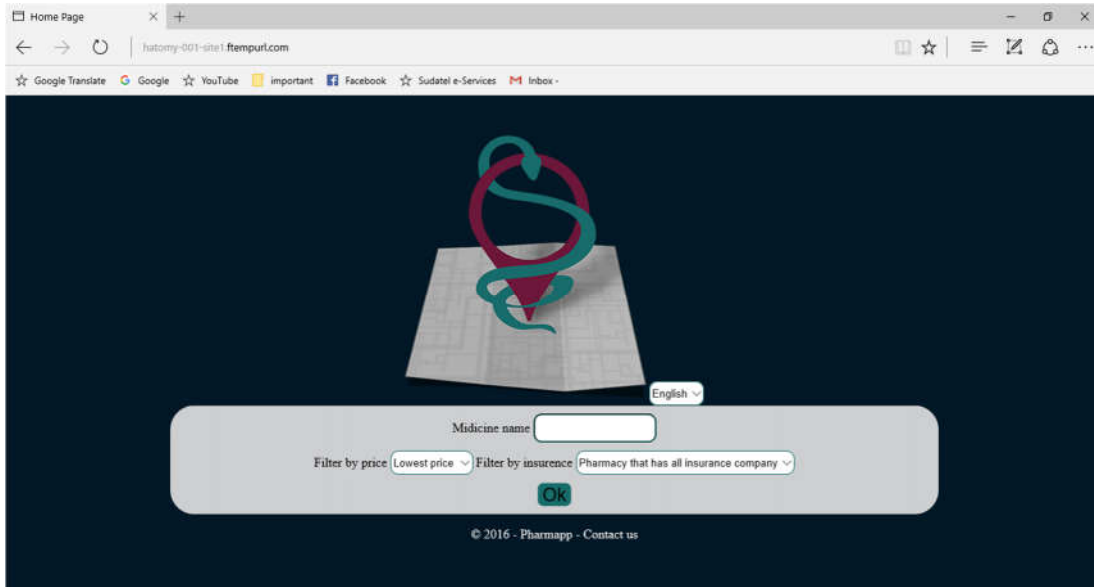 Home Page
hatomy-001-site1.ftempurl.com
Google Translate Google YouTube important Facebook Sudatel e-Services Inbox -
English
Midicine name
Filter by price Lowest price Filter by insurence Pharmacy that has all insurance company
Ok
© 2016 - Pharmapp - Contact us